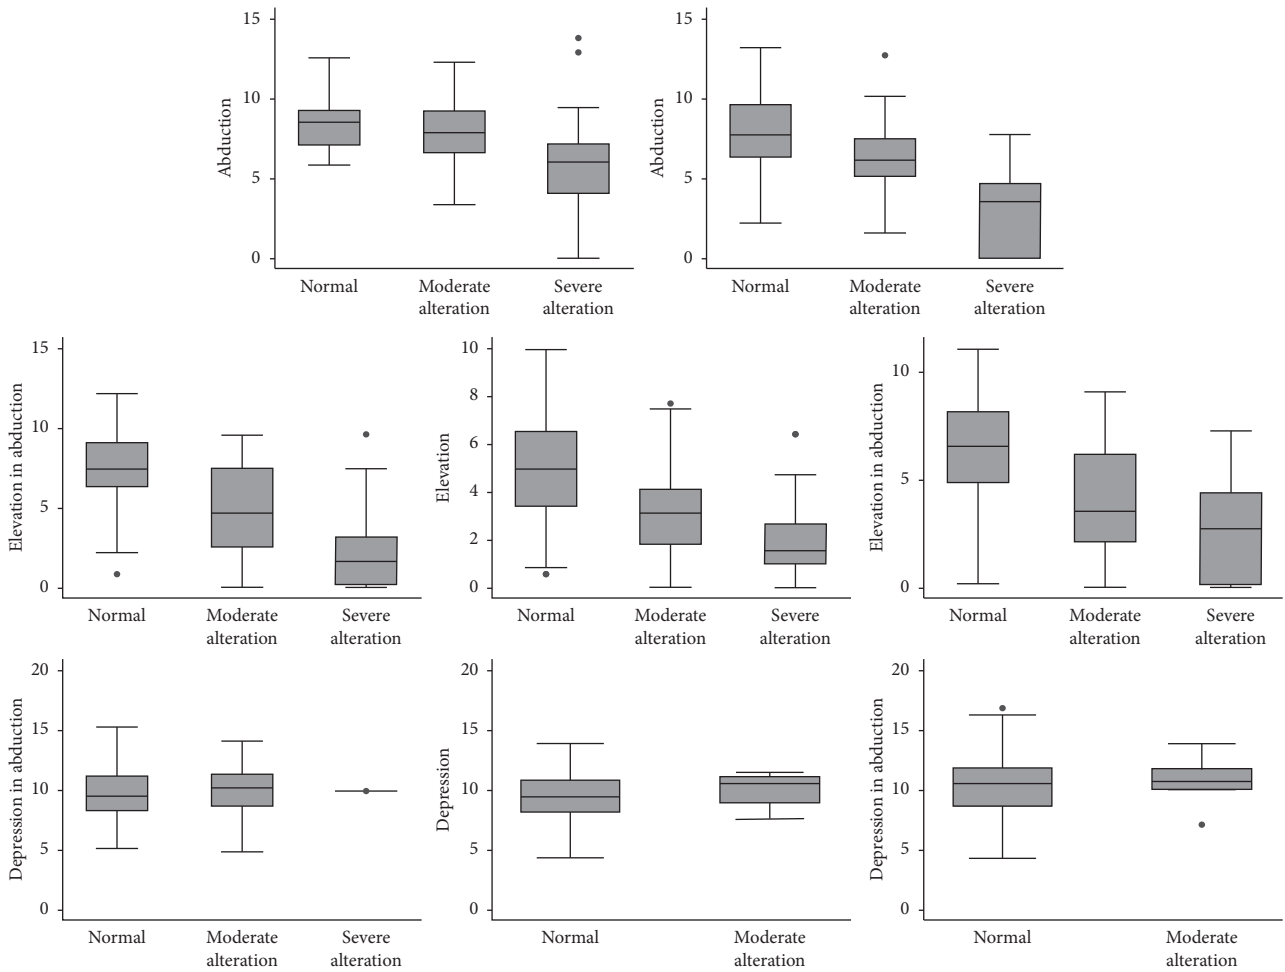 15
10
5
0
Abduction
Normal
Moderate
alteration
Severe
alteration
15
10
5
0
Abduction
Normal
Moderate
alteration
Severe
alteration
15
10
5
0
Elevation in abduction
Normal
Moderate
alteration
Severe
alteration
10
8
6
4
2
0
Elevation
Normal
Moderate
alteration
Severe
alteration
10
5
0
Elevation in abduction
Normal
Moderate
alteration
Severe
alteration
20
15
10
5
0
Depression in abduction
Normal
Moderate
alteration
Severe
alteration
20
15
10
5
0
Depression
Normal
Moderate
alteration
20
15
10
5
0
Depression in abduction
Normal
Moderate
alteration